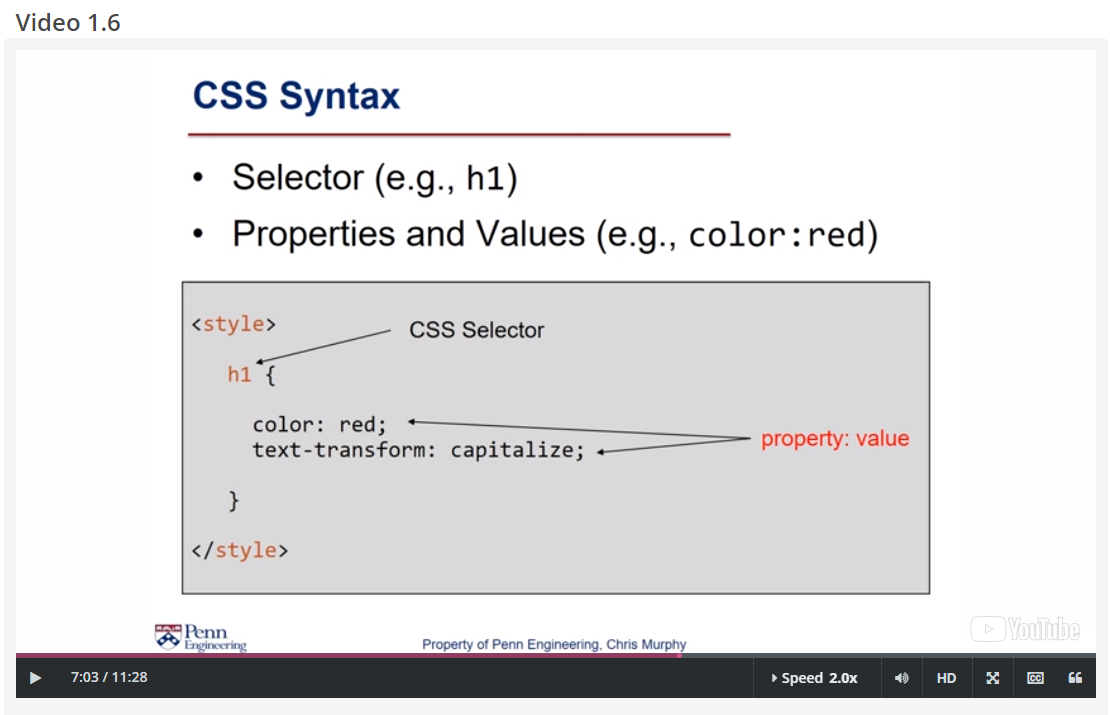 Video 1.6
CSS Syntax
• Selector (e.g., h1)
• Properties and Values (e.g., color:red)
<style>
CSS Selector
h1 {
color: red;
text-transform: capitalize;
property: value
}
</style>
Penn
Engineering
Property of Penn Engineering, Chris Murphy
YouTube
7:03 / 11:28
Speed 2.0x
HD
CC